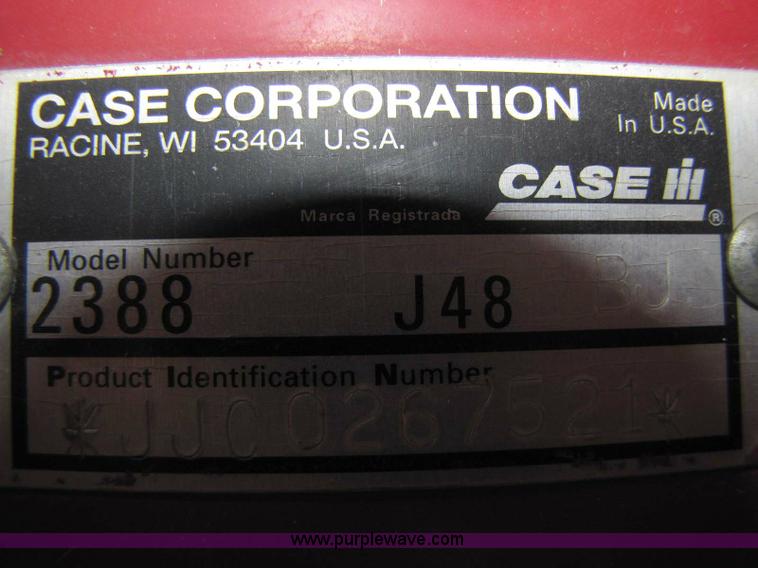 CASE CORPORATION
Made
In U.S.A.
RACINE, WI 53404 U.S.A.
CASE IH
®
Marca Registrada
Model Number
2388 J48 BJ
Product Identification Number
*JJC0267521*
www.purplewave.com